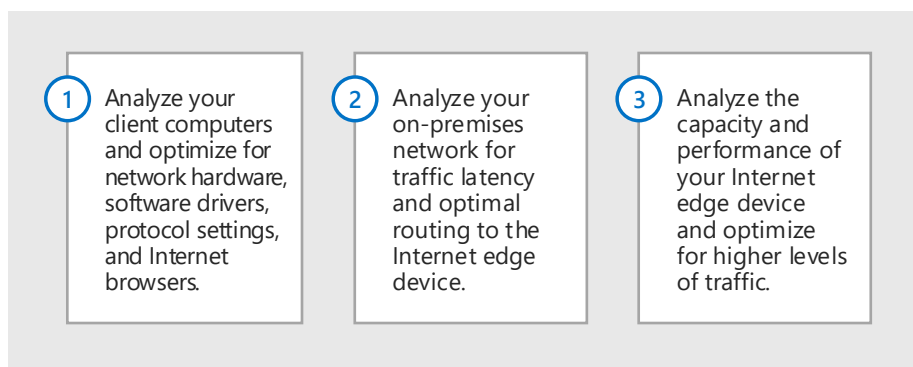 1
Analyze your
client computers
and optimize for
network hardware,
software drivers,
protocol settings,
and Internet
browsers.
2
Analyze your
on-premises
network for
traffic latency
and optimal
routing to the
Internet edge
device.
3
Analyze the
capacity and
performance of
your Internet
edge device
and optimize
for higher levels
of traffic.